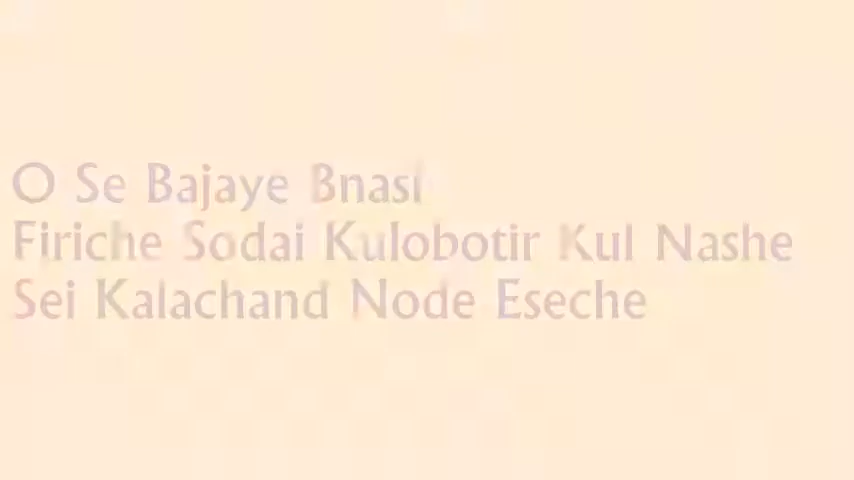 O Se Bajaye Bnasi
Firiche Sodai Kulobotir Kul Nashe
Sei Kalachand Node Eseche